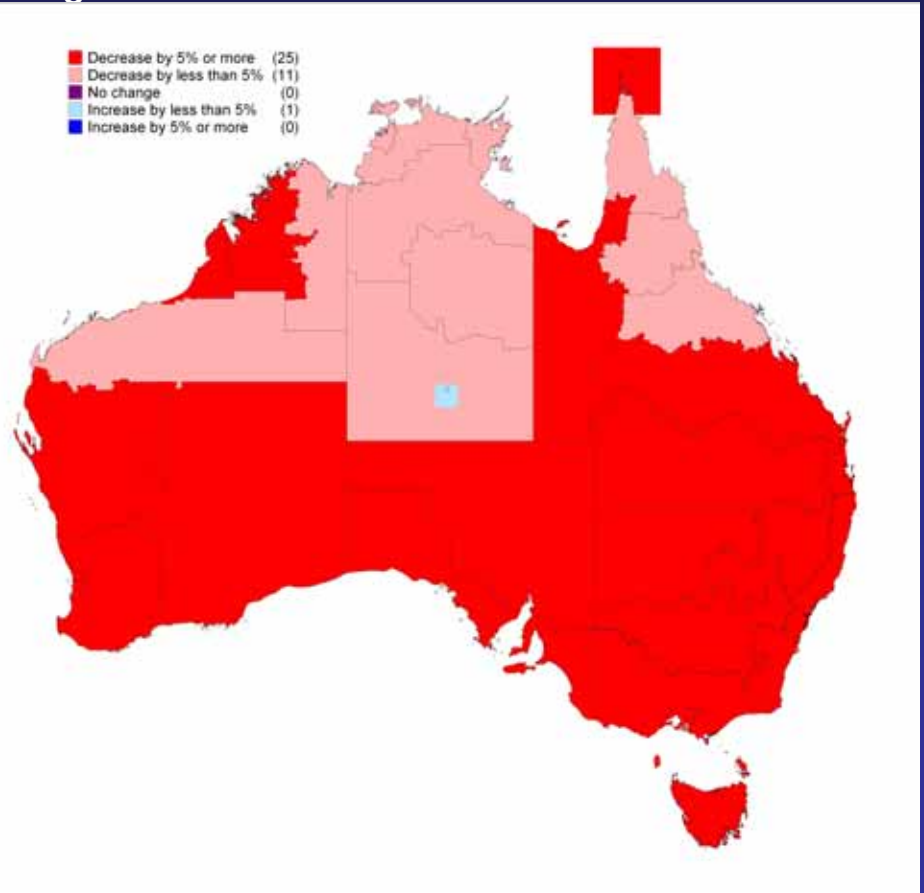 Decrease by 5% or more (25)
Decrease by less than 5% (11)
No change (0)
Increase by less than 5% (1)
Increase by 5% or more (0)